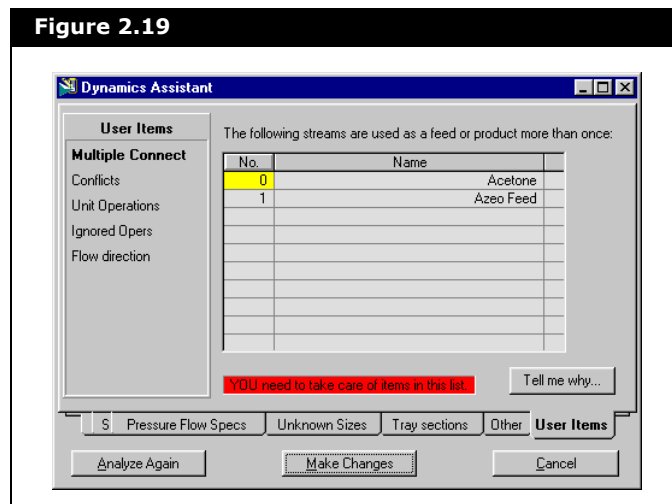 Figure 2.19
Dynamics Assistant
User Items
Multiple Connect
Conflicts
Unit Operations
Ignored Opers
Flow direction
The following streams are used as a feed or product more than once:
No. Name
0 Acetone
1 Azeo Feed
YOU need to take care of items in this list.
Tell me why...
S Pressure Flow Specs Unknown Sizes Tray sections Other User Items
Analyze Again Make Changes Cancel